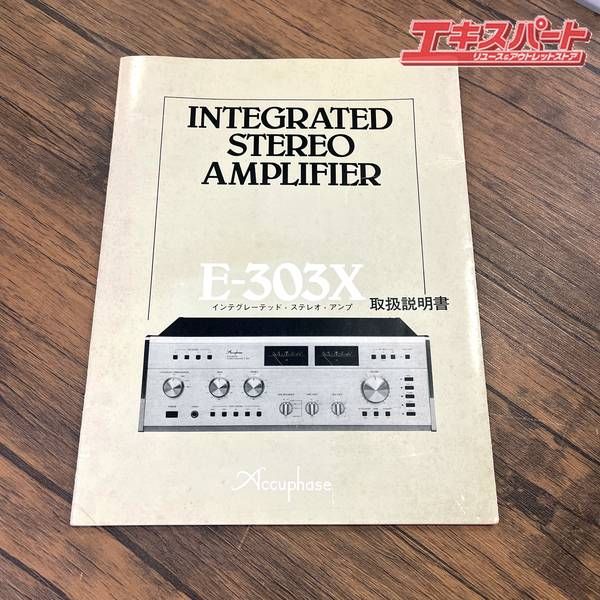 エキスパート
リユース&アウトレットストア
INTEGRATED
STEREO
AMPLIFIER
E-303X
インテグレーテッド・ステレオ・アンプ
取扱説明書
Accuphase
Accuphase